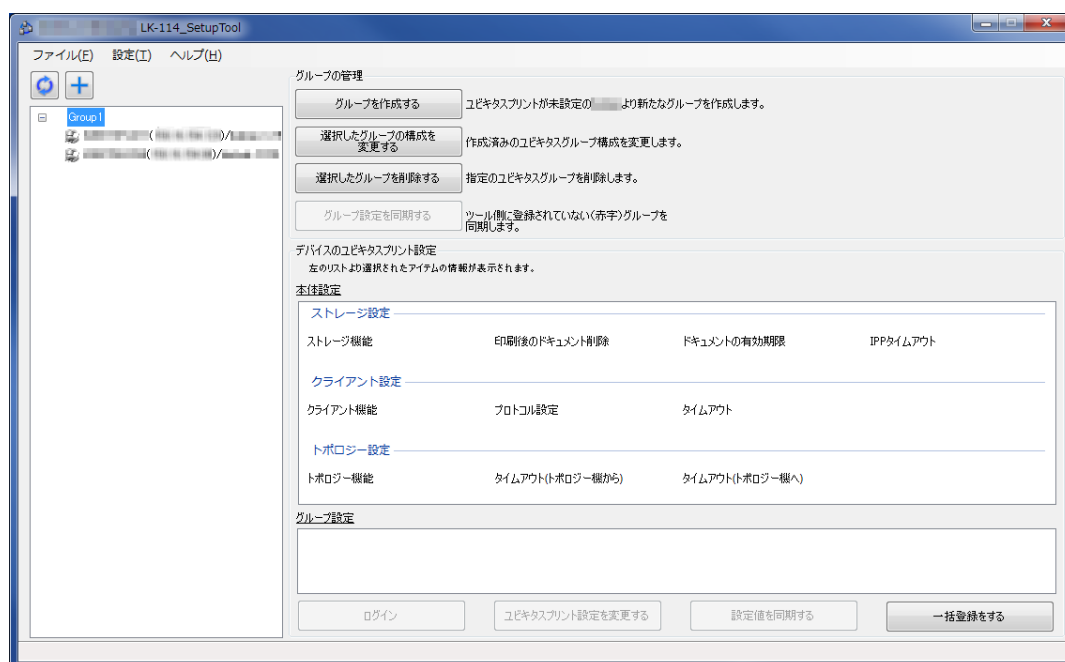 LK-114_SetupTool
ファイル(F) 設定(T) ヘルプ(H)
Group1
グループの管理
グループを作成する
ユビキタスプリントが未設定の より新たなグループを作成します。
選択したグループの構成を
変更する
作成済みのユビキタスグループ構成を変更します。
選択したグループを削除する
指定のユビキタスグループを削除します。
グループ設定を同期する
ツール側に登録されていない(赤字)グループを
同期します。
デバイスのユビキタスプリント設定
左のリストより選択されたアイテムの情報が表示されます。
本体設定
ストレージ設定
ストレージ機能 印刷後のドキュメント削除 ドキュメントの有効期限 IPPタイムアウト
クライアント設定
クライアント機能 プロトコル設定 タイムアウト
トポロジー設定
トポロジー機能 タイムアウト(トポロジー機から) タイムアウト(トポロジー機へ)
グループ設定
ログイン ユビキタスプリント設定を変更する 設定値を同期する 一括登録をする